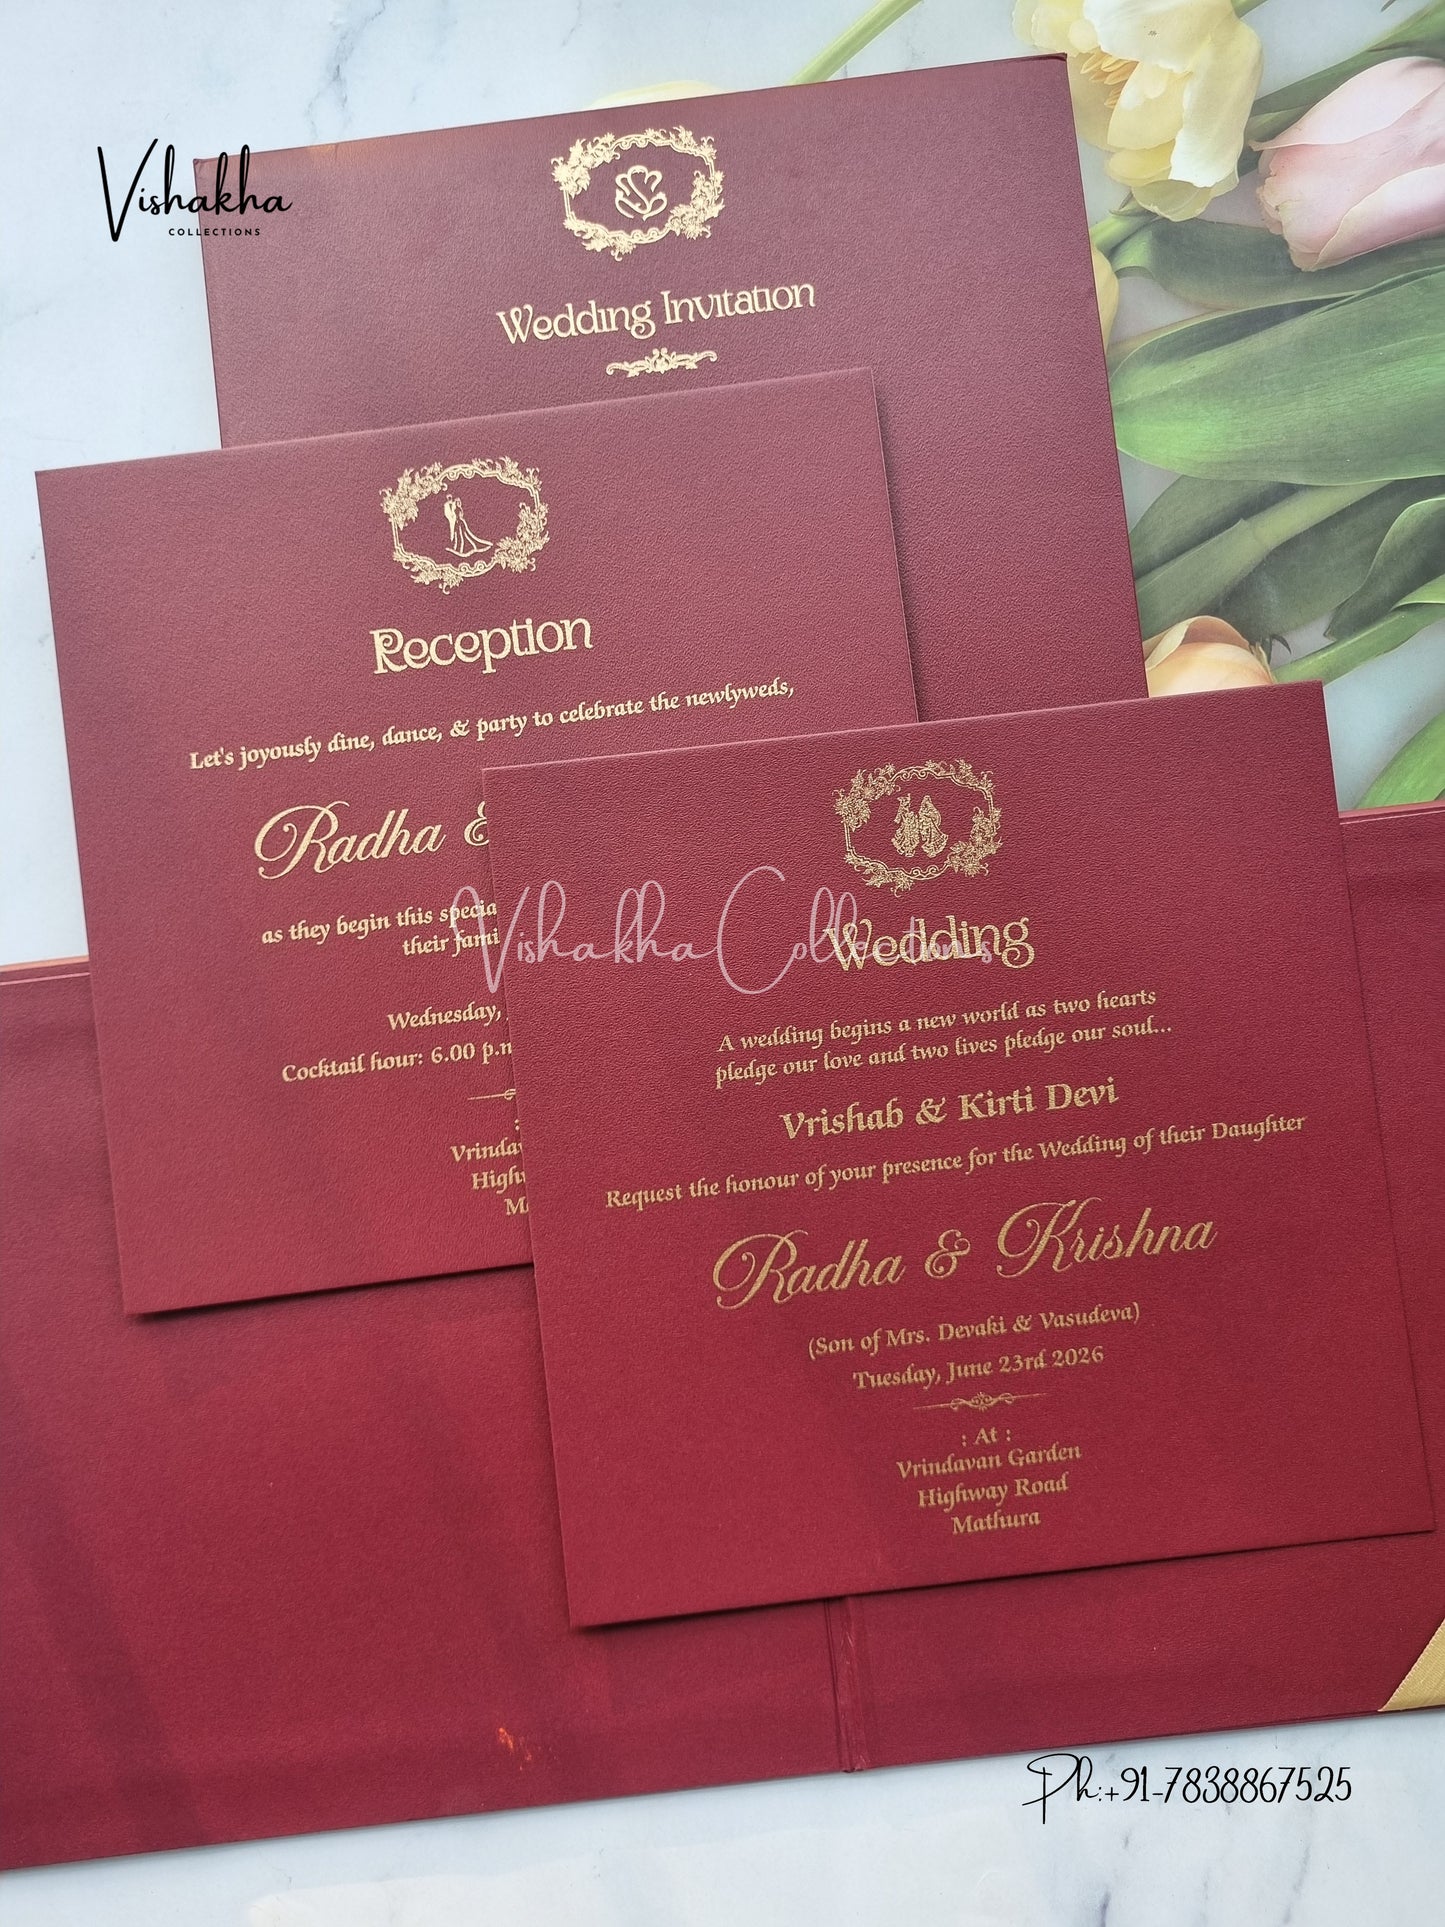 Vishakha
COLLECTIONS
Wedding Invitation
Reception
Let's joyously dine, dance, & party to celebrate the newlyweds,
Radha &
as they begin this
their
Wednesday,
Cocktail hour: 6.00
Vishakha Collections
Wedding
A wedding begins a new world as two hearts
pledge our love and two lives pledge our soul...
Vrishab & Kirti Devi
Request the honour of your presence for the Wedding of their Daughter
Radha & Krishna
(Son of Mrs. Devaki & Vasudeva)
Tuesday, June 23rd 2026
: At :
Vrindavan Garden
Highway Road
Mathura
Ph:+91-7838867525